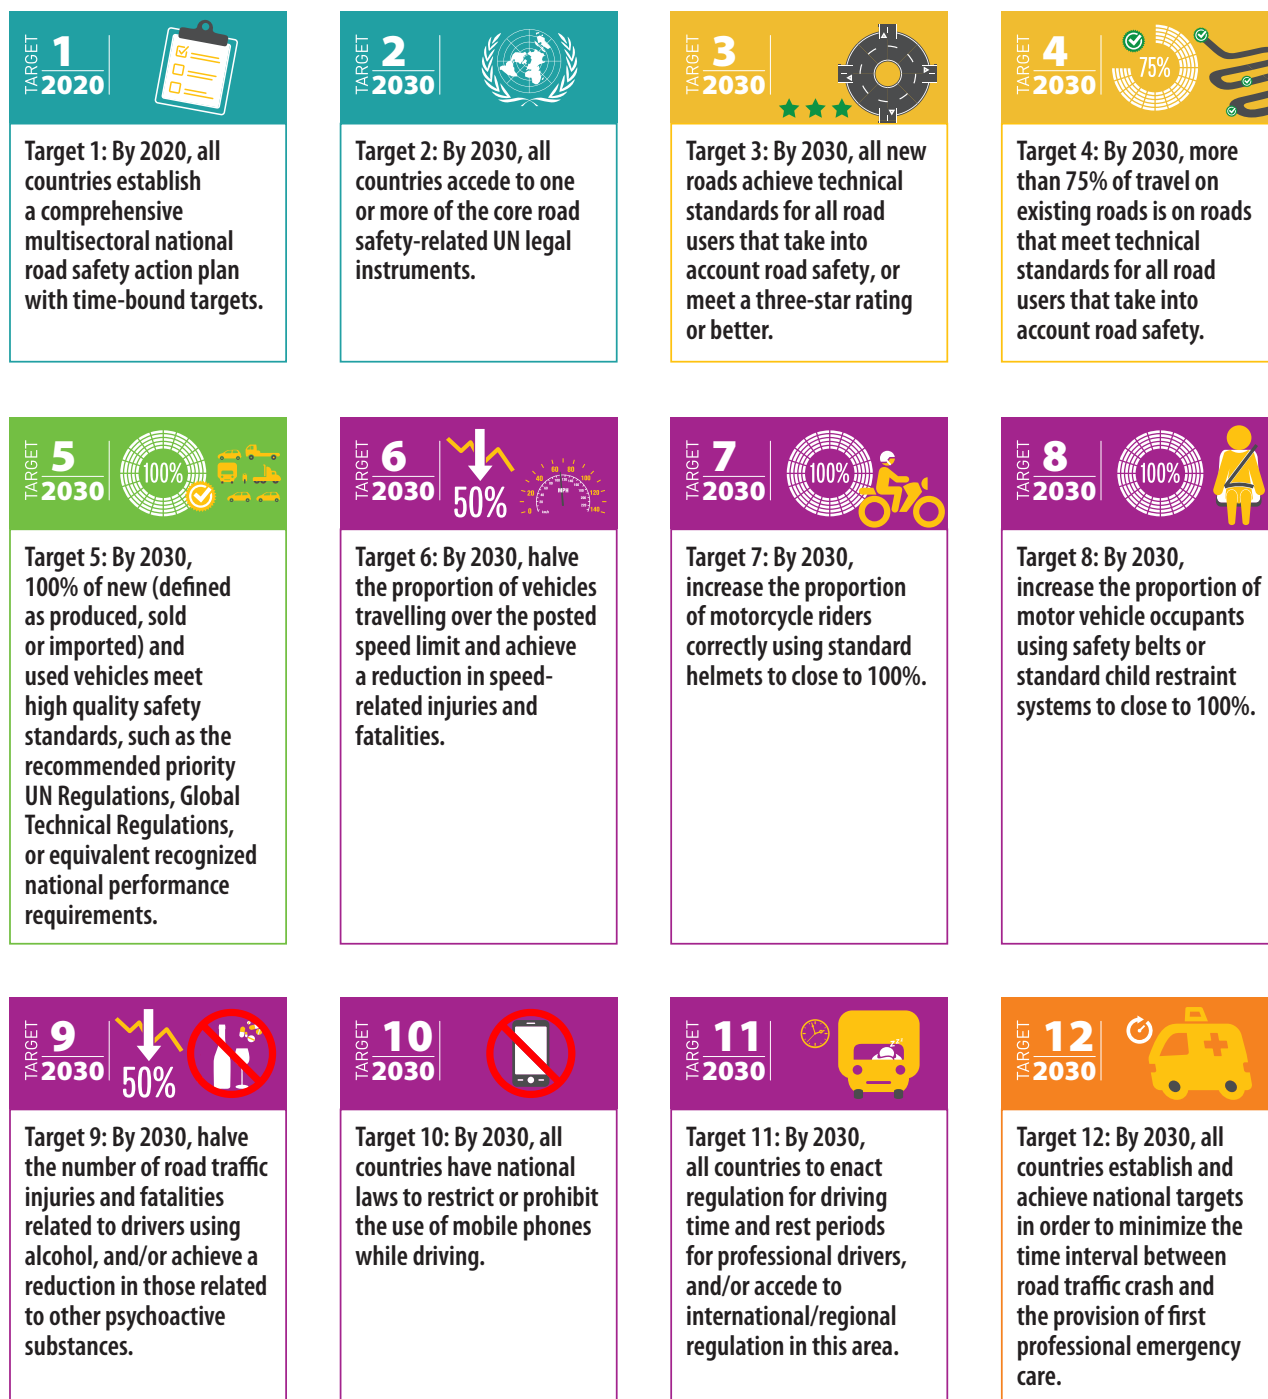 TARGET
1
2020
Target 1: By 2020, all
countries establish
a comprehensive
multisectoral national
road safety action plan
with time-bound targets.
TARGET
2
2030
Target 2: By 2030, all
countries accede to one
or more of the core road
safety-related UN legal
instruments.
TARGET
3
2030
Target 3: By 2030, all new
roads achieve technical
standards for all road
users that take into
account road safety, or
meet a three-star rating
or better.
TARGET
4
2030
75%
Target 4: By 2030, more
than 75% of travel on
existing roads is on roads
that meet technical
standards for all road
users that take into
account road safety.
TARGET
5
2030
100%
Target 5: By 2030,
100% of new (defined
as produced, sold
or imported) and
used vehicles meet
high quality safety
standards, such as the
recommended priority
UN Regulations, Global
Technical Regulations,
or equivalent recognized
national performance
requirements.
TARGET
6
2030
50%
0 20 40 60 80 100 120 140
MPH
Target 6: By 2030, halve
the proportion of vehicles
travelling over the posted
speed limit and achieve
a reduction in speed-
related injuries and
fatalities.
TARGET
7
2030
100%
Target 7: By 2030,
increase the proportion
of motorcycle riders
correctly using standard
helmets to close to 100%.
TARGET
8
2030
100%
Target 8: By 2030,
increase the proportion of
motor vehicle occupants
using safety belts or
standard child restraint
systems to close to 100%.
TARGET
9
2030
50%
Target 9: By 2030, halve
the number of road traffic
injuries and fatalities
related to drivers using
alcohol, and/or achieve a
reduction in those related
to other psychoactive
substances.
TARGET
10
2030
Target 10: By 2030, all
countries have national
laws to restrict or prohibit
the use of mobile phones
while driving.
TARGET
11
2030
zzz
Target 11: By 2030,
all countries to enact
regulation for driving
time and rest periods
for professional drivers,
and/or accede to
international/regional
regulation in this area.
TARGET
12
2030
Target 12: By 2030, all
countries establish and
achieve national targets
in order to minimize the
time interval between
road traffic crash and
the provision of first
professional emergency
care.